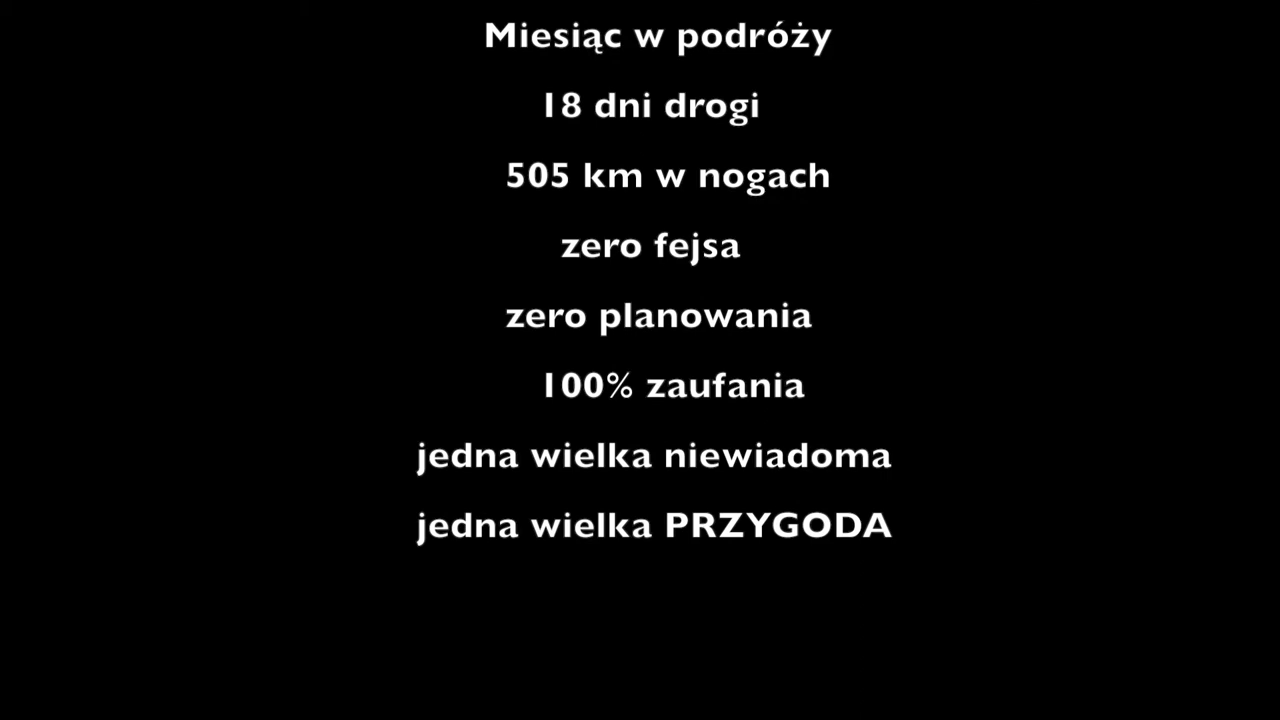 Miesiąc w podróży
18 dni drogi
505 km w nogach
zero fejsa
zero planowania
100% zaufania
jedna wielka niewiadoma
jedna wielka PRZYGODA